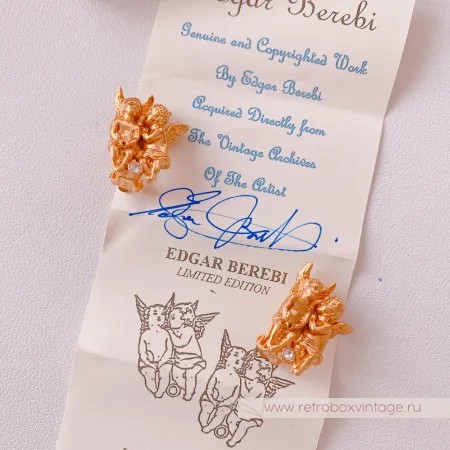 Edgar Berebi
Genuine and Copyrighted Work
By Edgar Berebi
Acquired Directly from
The Vintage Archives
Of The Artist
EDGAR BEREBI
LIMITED EDITION
www.retroboxvintage.ru